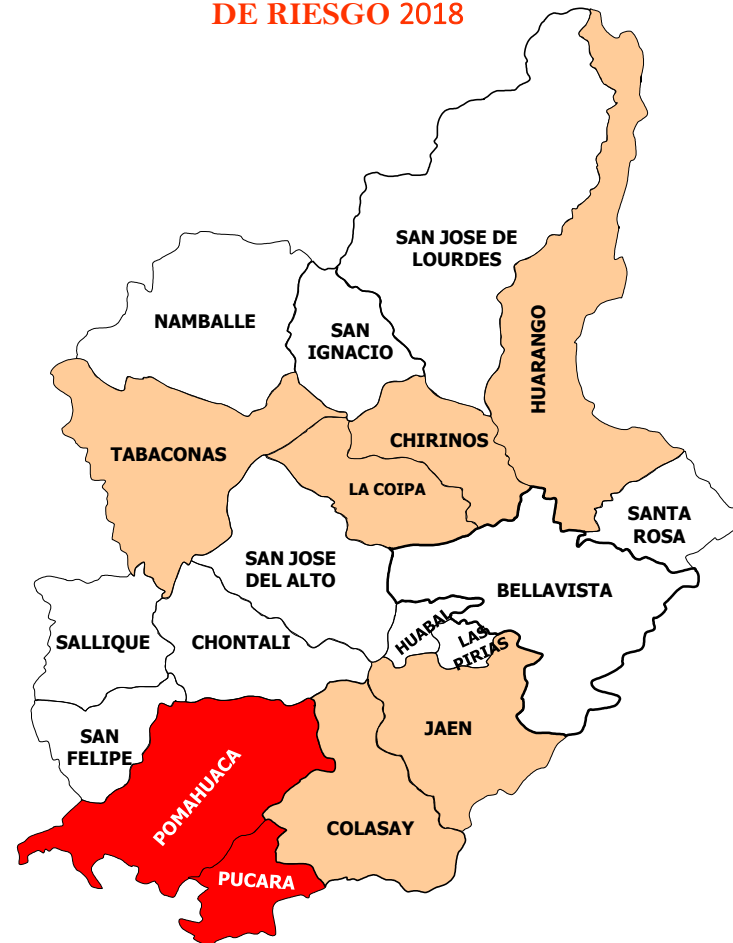 DE RIESGO 2018
SAN JOSE DE
LOURDES
NAMBALLE
SAN
IGNACIO
HUARANGO
CHIRINOS
TABACONAS
LA COIPA
SANTA
ROSA
SAN JOSE
DEL ALTO
BELLAVISTA
HUABAL
LAS
PIRIAS
SALLIQUE
CHONTALI
SAN
FELIPE
JAEN
POMAHUACA
COLASAY
PUCARA